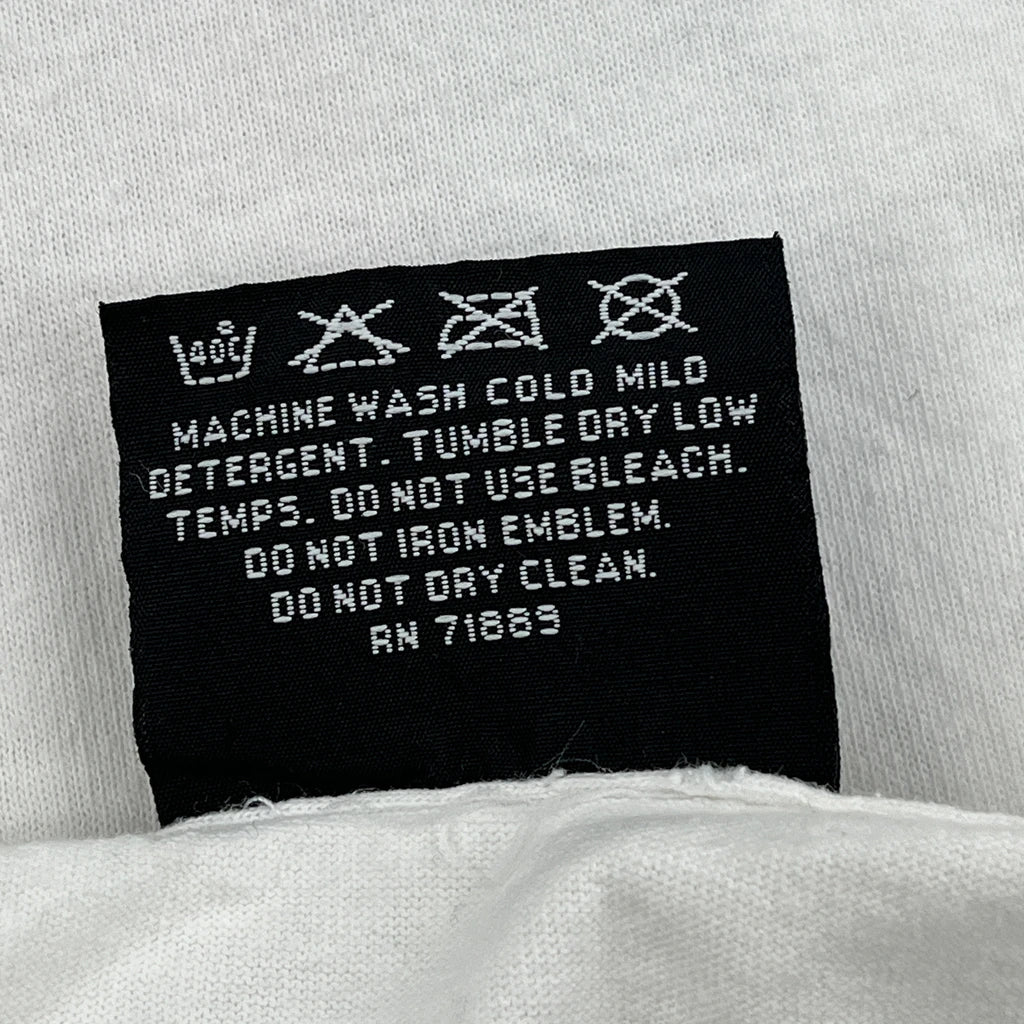 40C
MACHINE WASH COLD MILD
DETERGENT. TUMBLE DRY LOW
TEMPS. DO NOT USE BLEACH.
DO NOT IRON EMBLEM.
DO NOT DRY CLEAN.
RN 71889